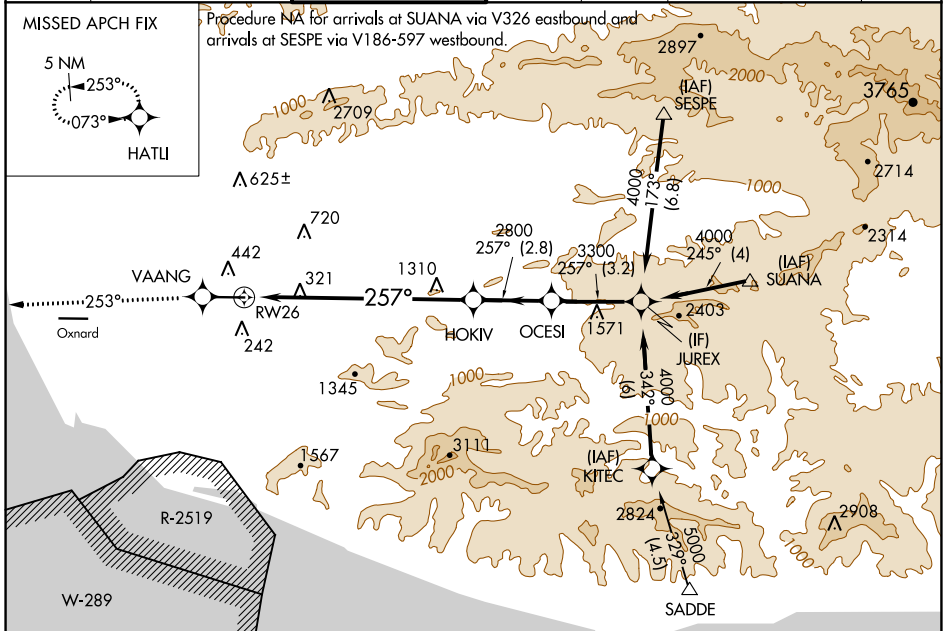 MISSED APCH FIX
5 NM
253°
073°
HATLI
Procedure NA for arrivals at SUANA via V326 eastbound and
arrivals at SESPE via V186-597 westbound.
2897
2000
3765
1000
2709
(IAF)
SESPE
2714
1000
625±
4000
173°
(6.8)
720
2314
2800
257° (2.8)
3300
257° (3.2)
4000
245° (4)
(IAF)
SUANA
442
VAANG
321
1310
253°
RW26
257°
HOKIV
OCESI
1571
2403
(IF)
JUREX
Oxnard
242
1345
1000
4000
342°
(6)
1000
1567
3111
2000
(IAF)
KITEC
R-2519
2824
2908
1000
5000
329°
(4.5)
W-289
SADDE